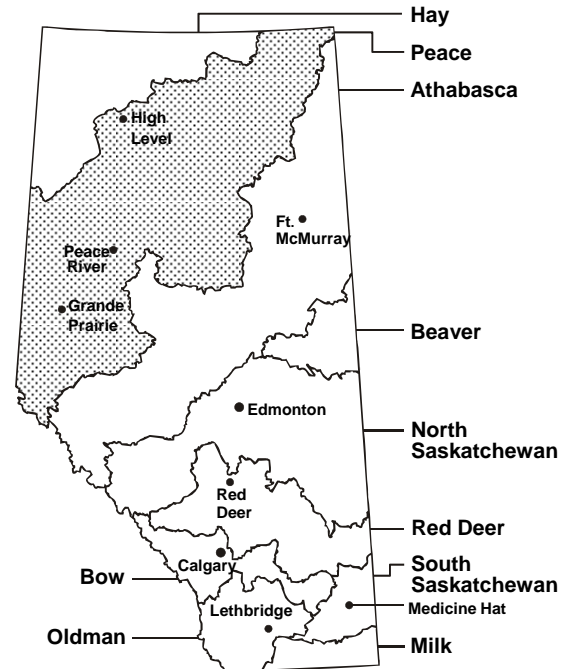 Hay
Peace
Athabasca
High
Level
Ft.
McMurray
Peace
River
Grande
Prairie
Beaver
Edmonton
North
Saskatchewan
Red
Deer
Red Deer
Calgary
South
Saskatchewan
Bow
Lethbridge
Medicine Hat
Oldman
Milk